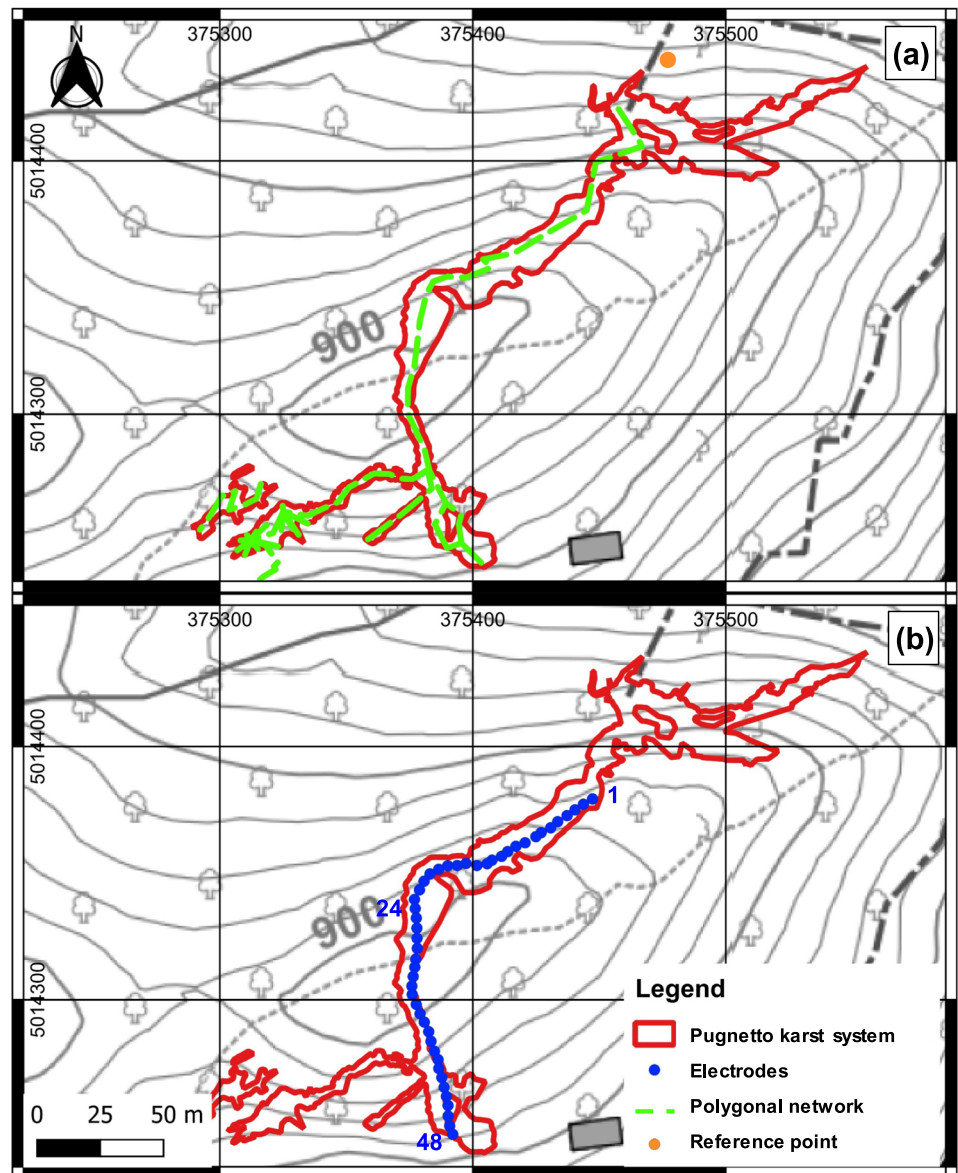 N
375300
375400
375500
(a)
5014400
900
5014300
375300
375400
375500
(b)
5014400
1
24
900
5014300
48
0 25 50 m
Legend
Pugnetto karst system
Electrodes
Polygonal network
Reference point